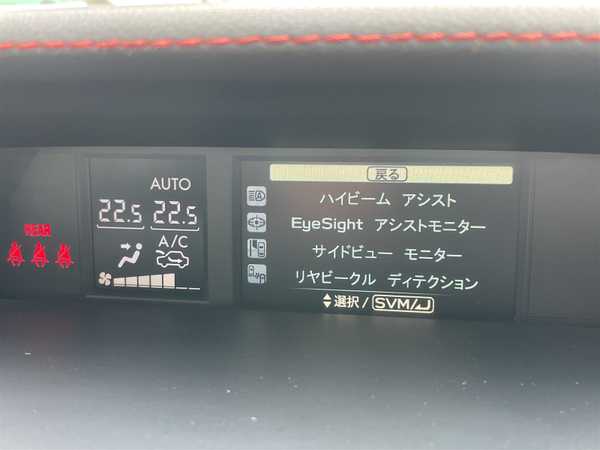 戻る
AUTO
ハイビーム アシスト
22.5 22.5
EyeSight アシストモニター
REAR
A/C
サイドビュー モニター
リヤビークル ディテクション
選択/SVM/